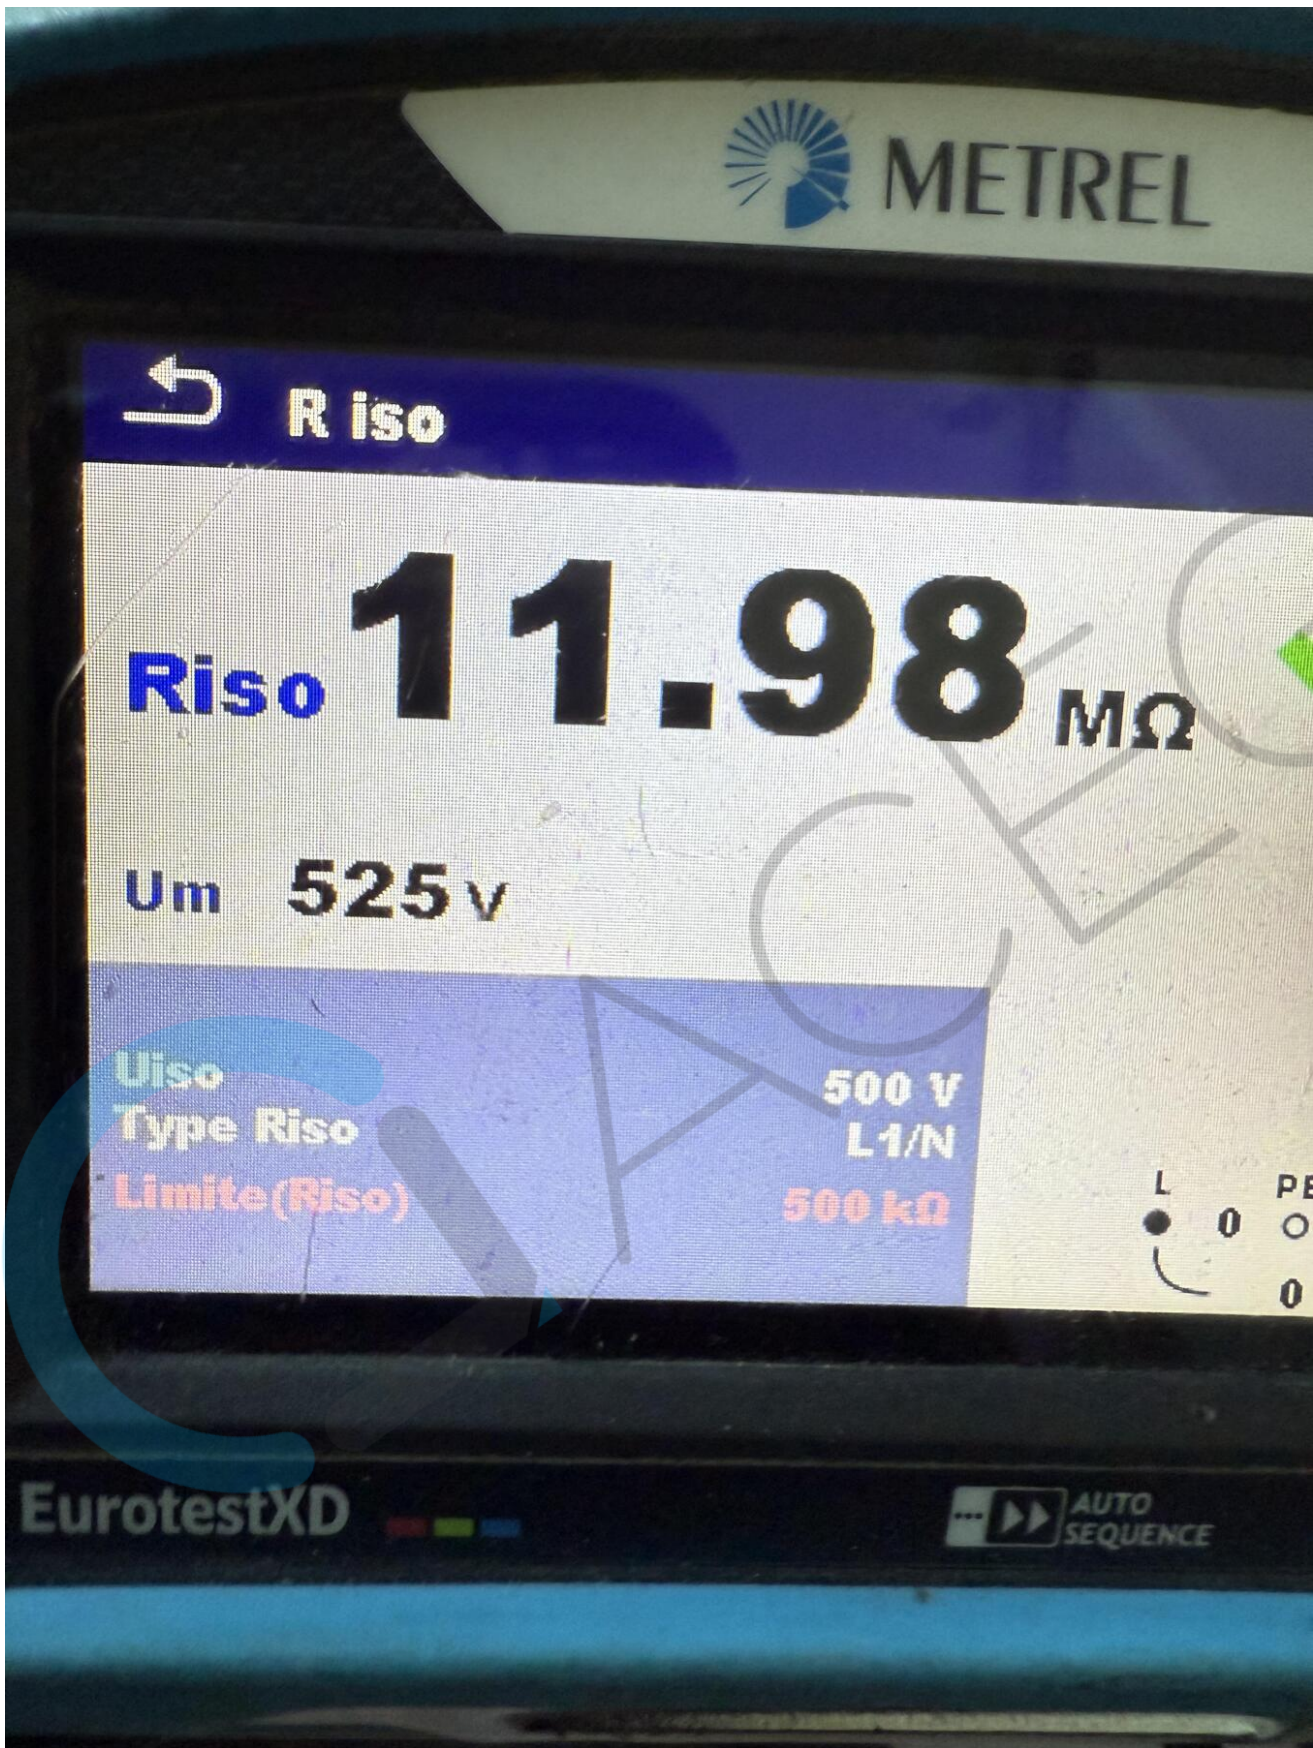 METREL
R iso
Riso 11.98 MΩ
Um 525 V
Uiso 500 V
Type Riso L1/N
Limite(Riso) 500 kΩ
L PE
0
0
ACE
EurotestXD
AUTO
SEQUENCE